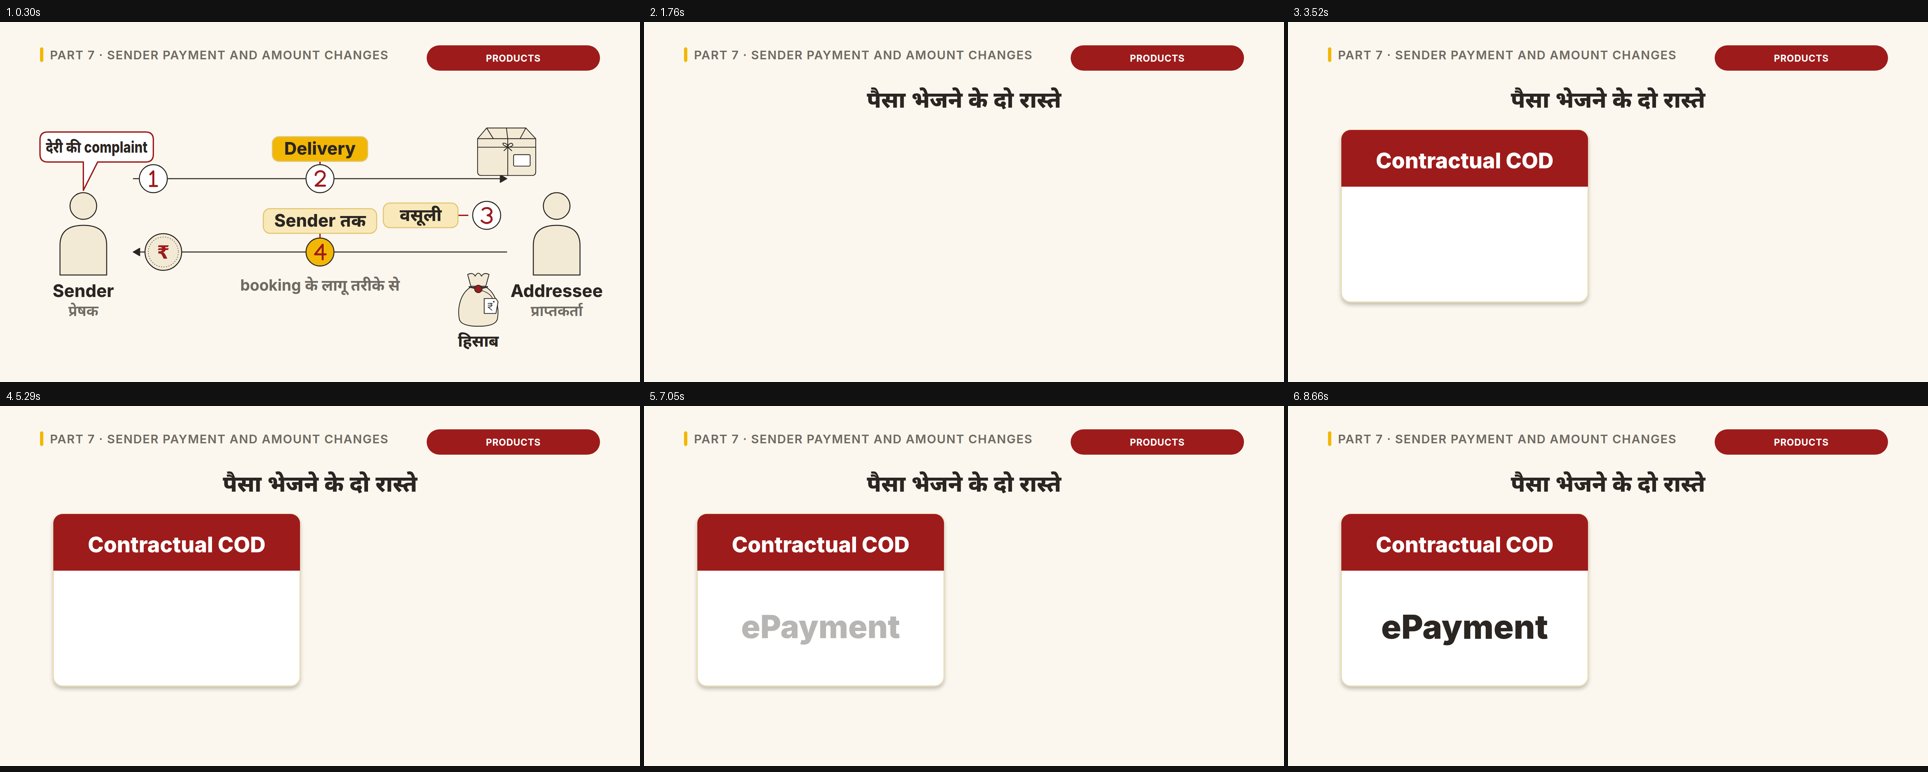 1. 0.30s
PART 7 · SENDER PAYMENT AND AMOUNT CHANGES
PRODUCTS
देरी की complaint
1
Delivery
2
Sender तक
वसूली
3
₹
4
booking के लागू तरीके से
Sender
प्रेषक
₹
Addressee
प्राप्तकर्ता
हिसाब
2. 1.76s
PART 7 · SENDER PAYMENT AND AMOUNT CHANGES
PRODUCTS
पैसा भेजने के दो रास्ते
3. 3.52s
PART 7 · SENDER PAYMENT AND AMOUNT CHANGES
PRODUCTS
पैसा भेजने के दो रास्ते
Contractual COD
4. 5.29s
PART 7 · SENDER PAYMENT AND AMOUNT CHANGES
PRODUCTS
पैसा भेजने के दो रास्ते
Contractual COD
5. 7.05s
PART 7 · SENDER PAYMENT AND AMOUNT CHANGES
PRODUCTS
पैसा भेजने के दो रास्ते
Contractual COD
ePayment
6. 8.66s
PART 7 · SENDER PAYMENT AND AMOUNT CHANGES
PRODUCTS
पैसा भेजने के दो रास्ते
Contractual COD
ePayment